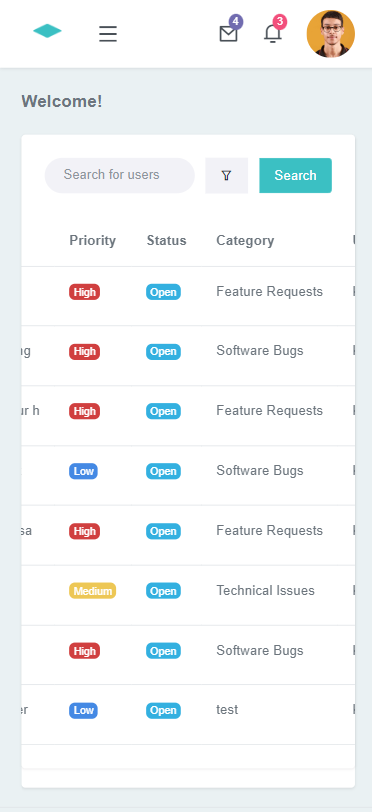 4
3
Welcome!
Search for users
Search
Priority Status Category
High Open Feature Requests
High Open Software Bugs
High Open Feature Requests
Low Open Software Bugs
High Open Feature Requests
Medium Open Technical Issues
High Open Software Bugs
Low Open test